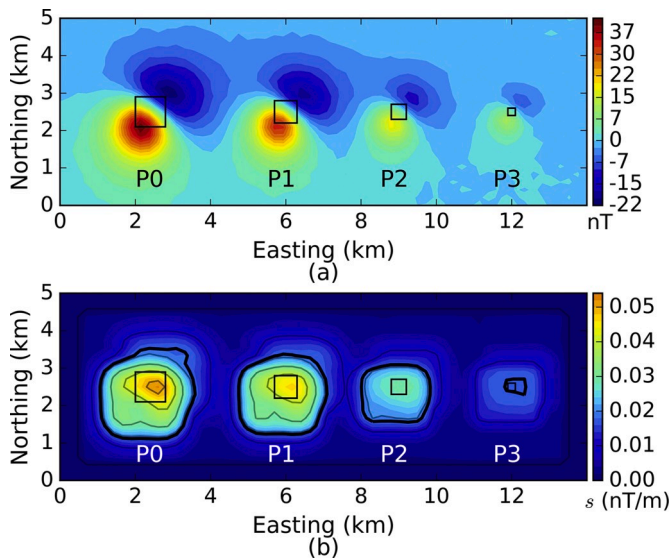 5
4
3
2
1
0
Northing (km)
P0 P1 P2 P3
0 2 4 6 8 10 12
Easting (km)
(a)
37
30
22
15
7
0
-7
-15
-22
nT
5
4
3
2
1
0
Northing (km)
P0 P1 P2 P3
0 2 4 6 8 10 12
Easting (km)
(b)
0.05
0.04
0.03
0.02
0.01
0.00
s (nT/m)